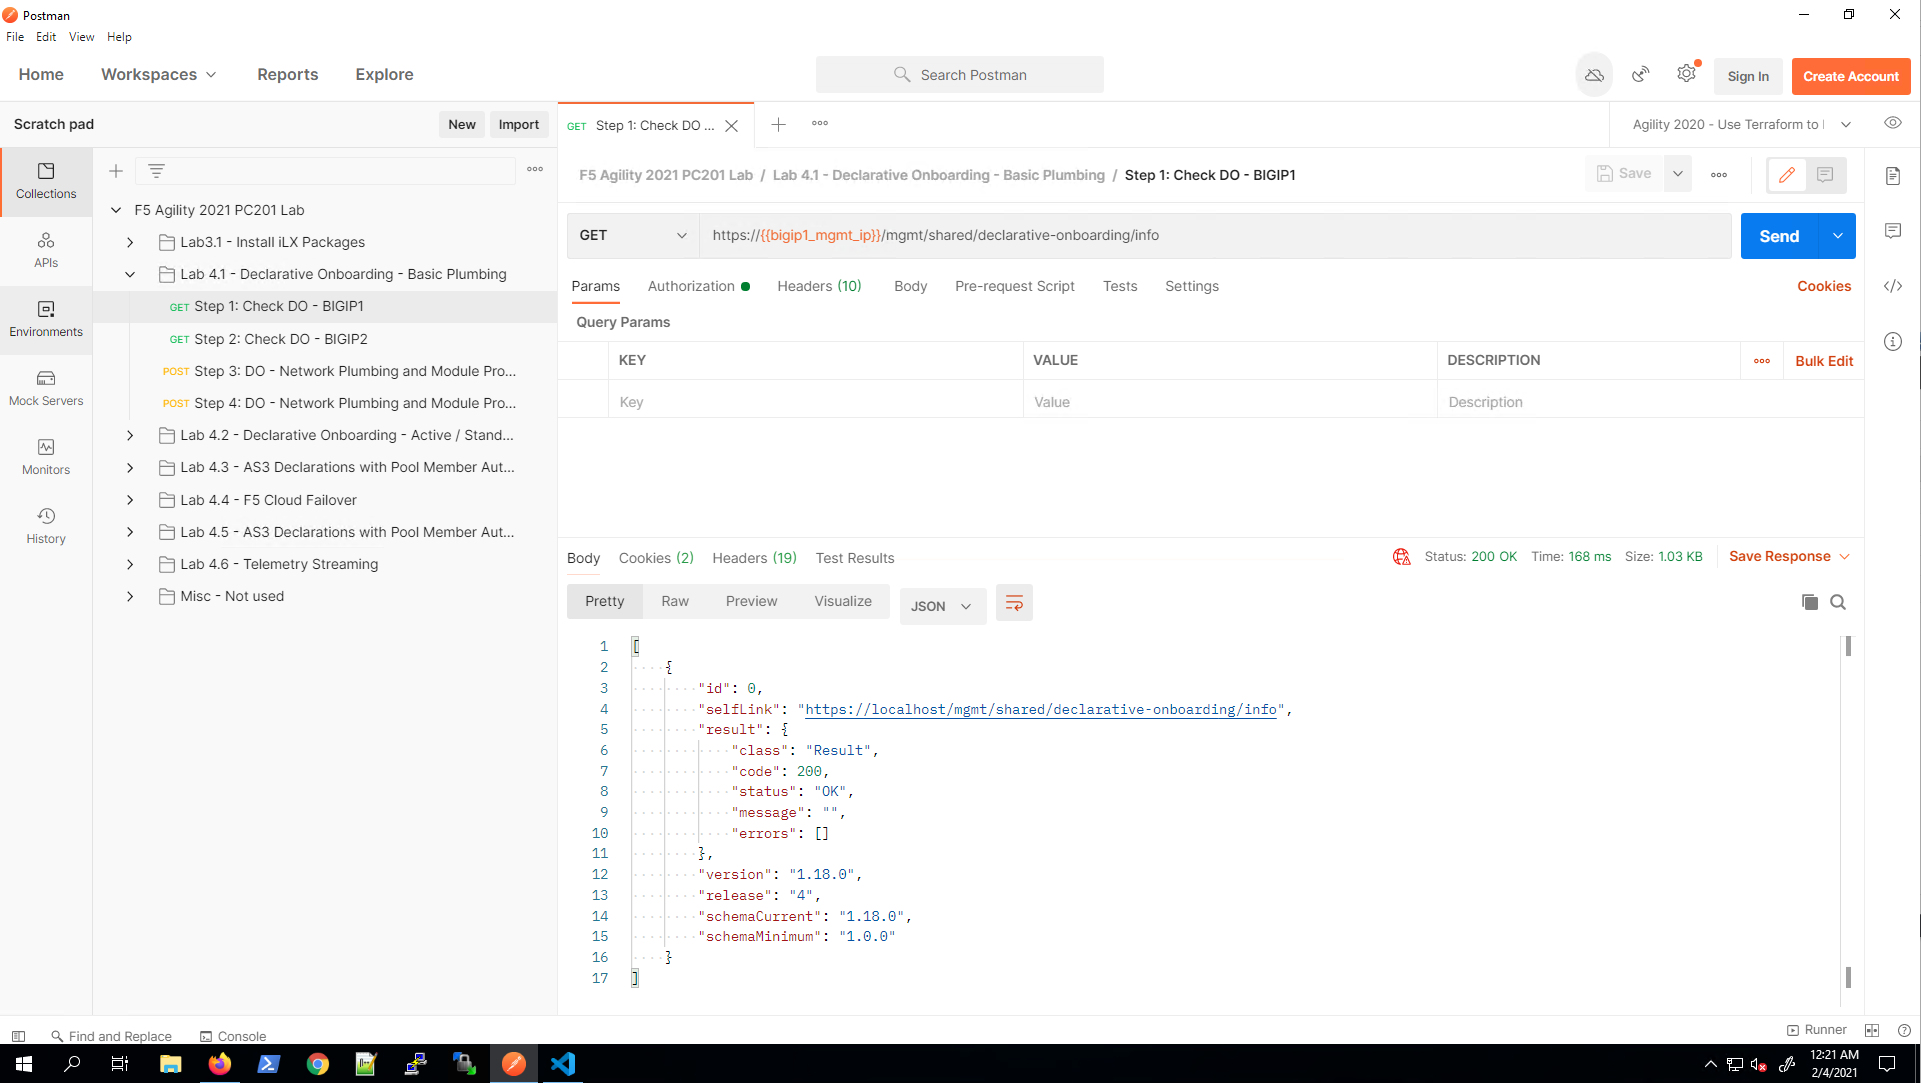 Postman
File Edit View Help
Home Workspaces Reports Explore Search Postman Sign In Create Account
Scratch pad New Import GET Step 1: Check DO ... Agility 2020 - Use Terraform to
F5 Agility 2021 PC201 Lab / Lab 4.1 - Declarative Onboarding - Basic Plumbing / Step 1: Check DO - BIGIP1 Save
Collections
APIs
Environments
Mock Servers
Monitors
History
F5 Agility 2021 PC201 Lab
Lab3.1 - Install iLX Packages
Lab 4.1 - Declarative Onboarding - Basic Plumbing
GET Step 1: Check DO - BIGIP1
GET Step 2: Check DO - BIGIP2
POST Step 3: DO - Network Plumbing and Module Pro...
POST Step 4: DO - Network Plumbing and Module Pro...
Lab 4.2 - Declarative Onboarding - Active / Stand...
Lab 4.3 - AS3 Declarations with Pool Member Aut...
Lab 4.4 - F5 Cloud Failover
Lab 4.5 - AS3 Declarations with Pool Member Aut...
Lab 4.6 - Telemetry Streaming
Misc - Not used
GET https://{{bigip1_mgmt_ip}}/mgmt/shared/declarative-onboarding/info Send
Params Authorization Headers (10) Body Pre-request Script Tests Settings Cookies
Query Params
KEY VALUE DESCRIPTION Bulk Edit
Key Value Description
Body Cookies (2) Headers (19) Test Results Status: 200 OK Time: 168 ms Size: 1.03 KB Save Response
Pretty Raw Preview Visualize JSON
1 [
2 {
3 "id": 0,
4 "selfLink": "https://localhost/mgmt/shared/declarative-onboarding/info",
5 "result": {
6 "class": "Result",
7 "code": 200,
8 "status": "OK",
9 "message": "",
10 "errors": []
11 },
12 "version": "1.18.0",
13 "release": "4",
14 "schemaCurrent": "1.18.0",
15 "schemaMinimum": "1.0.0"
16 }
17 ]
Find and Replace Console Runner
12:21 AM
2/4/2021